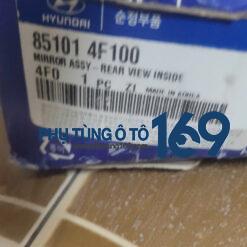 HYUNDAI 순정부품
85101 4F100
MIRROR ASSY-REAR VIEW INSIDE
4F0 1 PC ZI MADE IN KOREA
PHỤ TÙNG Ô TÔ 169